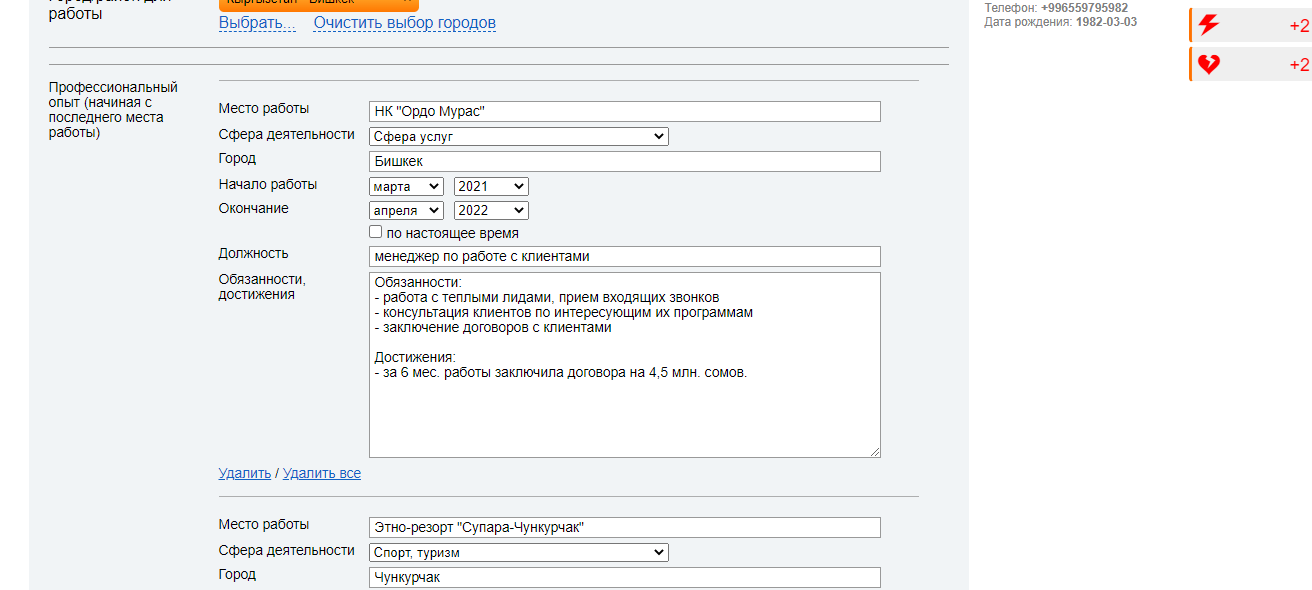 работы
Кыргызстан - Бишкек
Выбрать... Очистить выбор городов
Телефон: +996559795982
Дата рождения: 1982-03-03
+2
+2
Профессиональный
опыт (начиная с
последнего места
работы)
Место работы НК "Ордо Мурас"
Сфера деятельности Сфера услуг
Город Бишкек
Начало работы марта 2021
Окончание апреля 2022
по настоящее время
Должность менеджер по работе с клиентами
Обязанности,
достижения
Обязанности:
- работа с теплыми лидами, прием входящих звонков
- консультация клиентов по интересующим их программам
- заключение договоров с клиентами
Достижения:
- за 6 мес. работы заключила договора на 4,5 млн. сомов.
Удалить / Удалить все
Место работы Этно-резорт "Супара-Чункурчак"
Сфера деятельности Спорт, туризм
Город Чункурчак